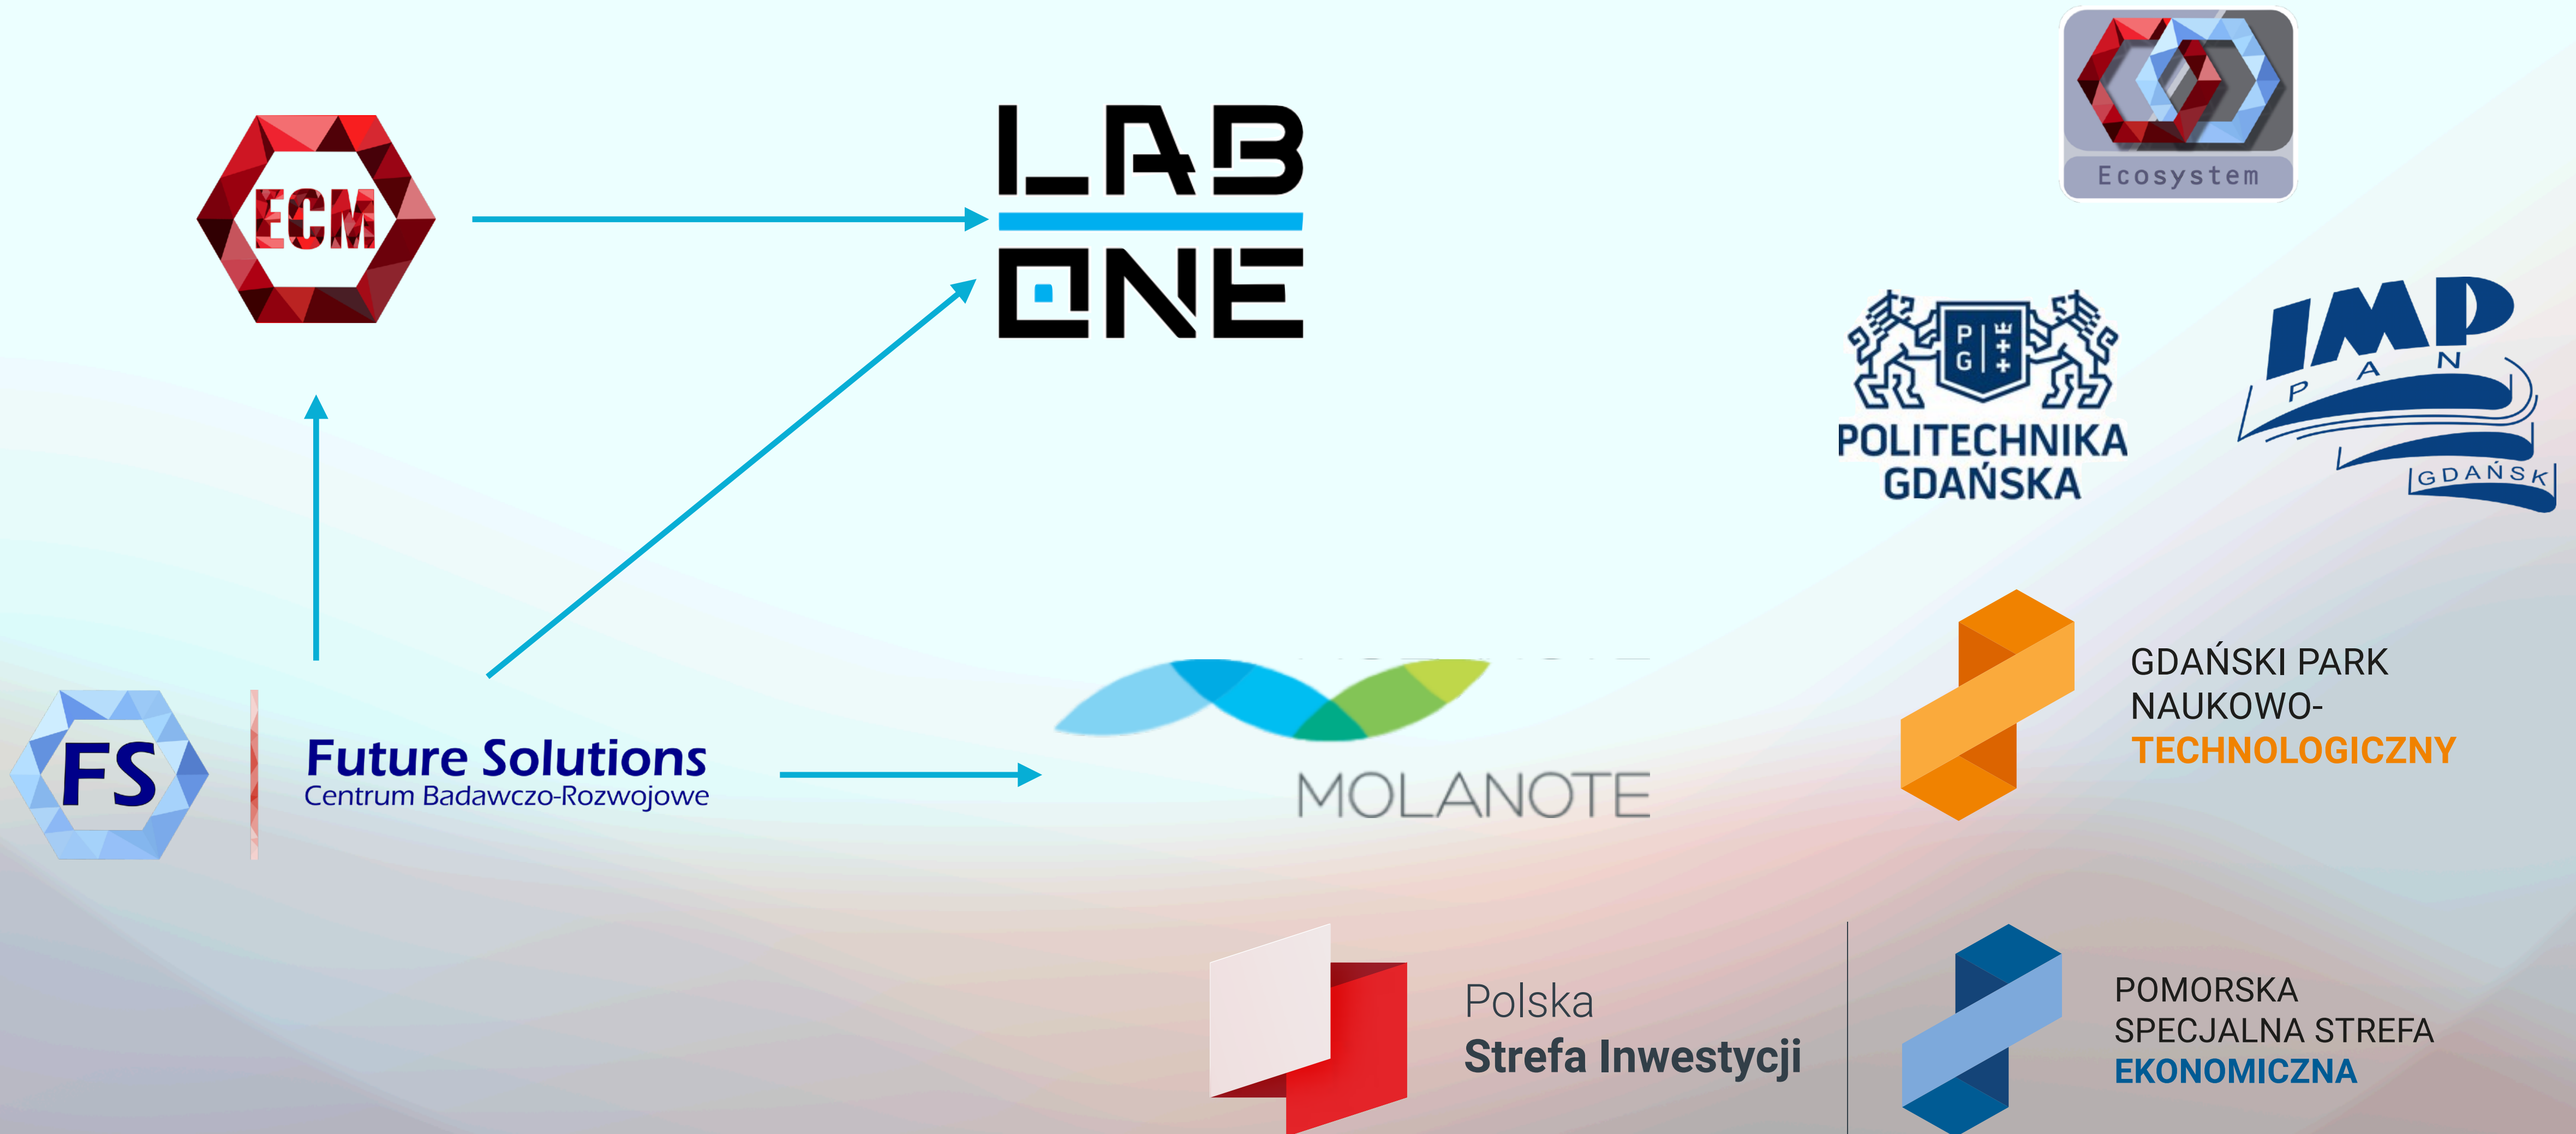 Ecosystem
ECM
LAB
ONE
P
G
POLITECHNIKA
GDAŃSKA
IMP
PAN
GDAŃSK
FS
Future Solutions
Centrum Badawczo-Rozwojowe
MOLANOTE
GDAŃSKI PARK
NAUKOWO-
TECHNOLOGICZNY
Polska
Strefa Inwestycji
POMORSKA
SPECJALNA STREFA
EKONOMICZNA